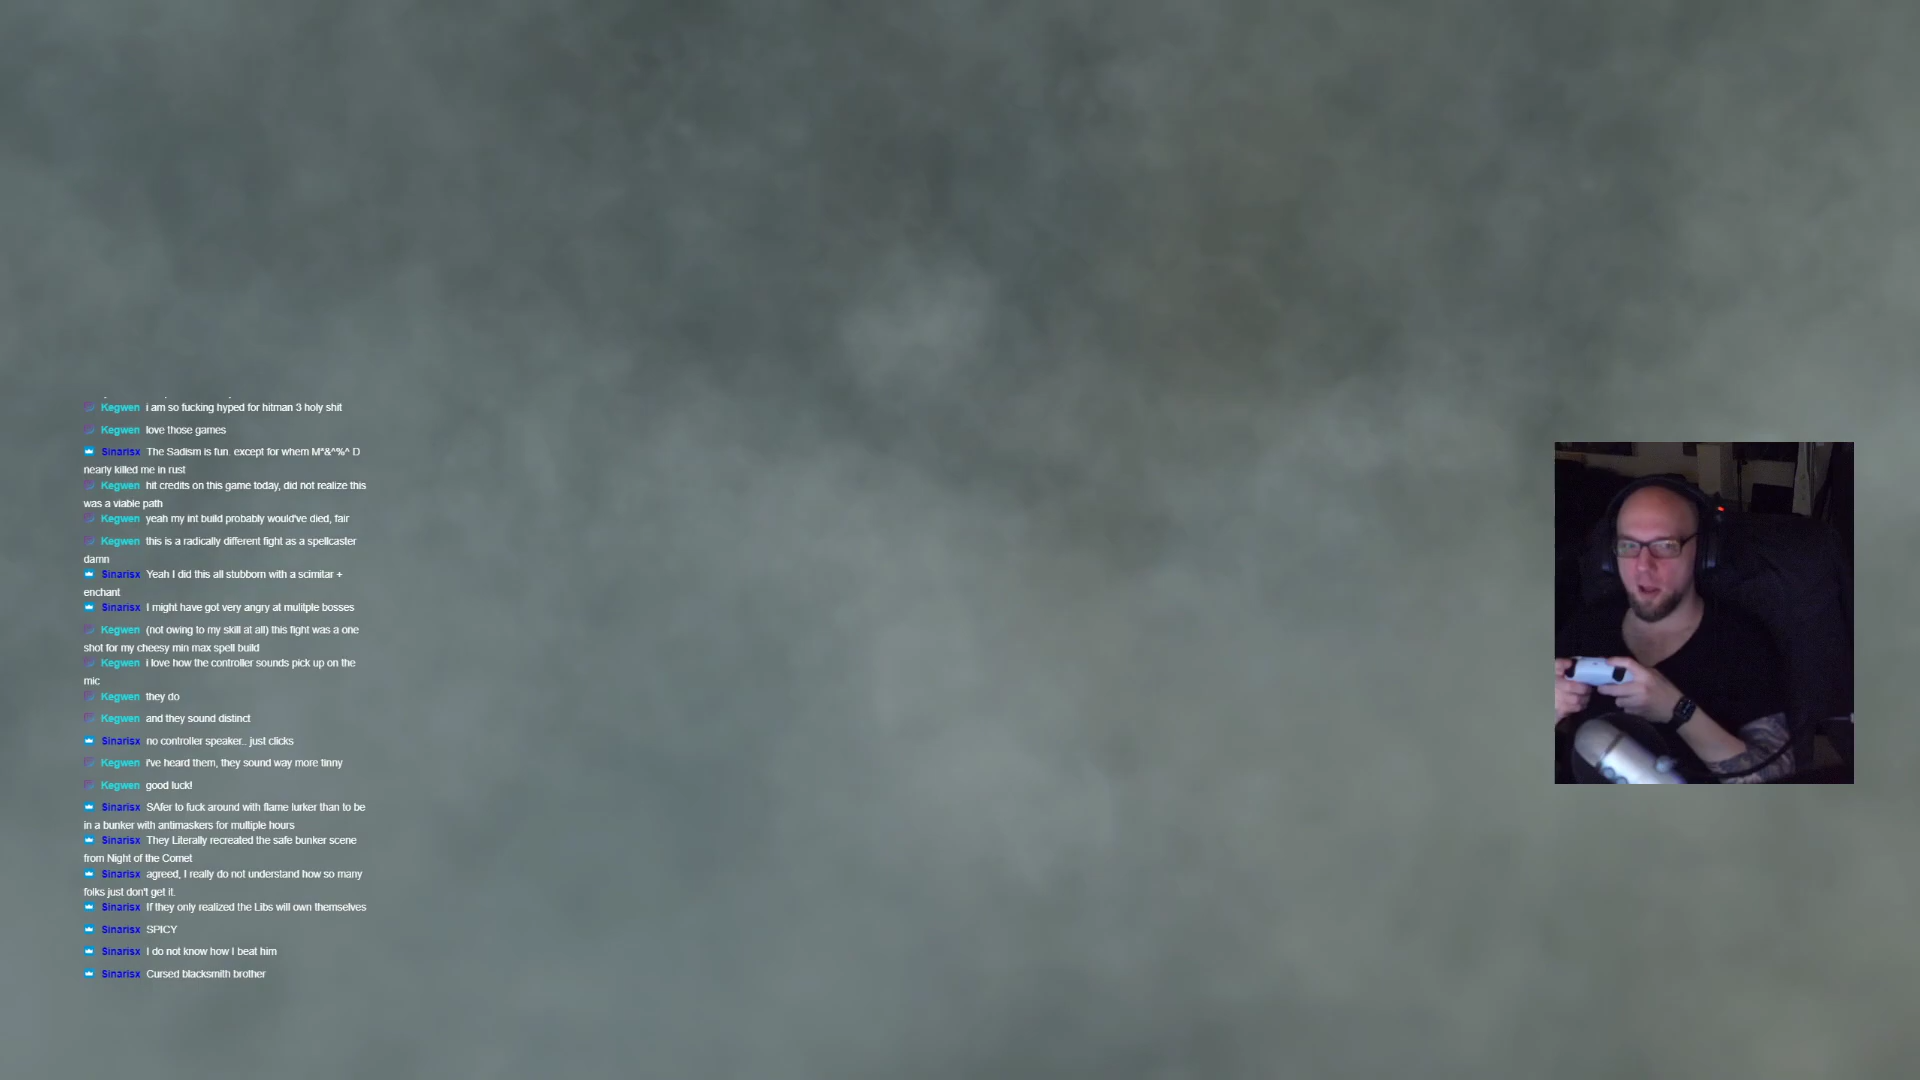 Kegwen i am so fucking hyped for hitman 3 holy shit
Kegwen love those games
Sinarisx The Sadism is fun. except for whem M*&^%^ D
nearly killed me in rust
Kegwen hit credits on this game today, did not realize this
was a viable path
Kegwen yeah my int build probably would've died, fair
Kegwen this is a radically different fight as a spellcaster
damn
Sinarisx Yeah I did this all stubborn with a scimitar +
enchant
Sinarisx I might have got very angry at mulitple bosses
Kegwen (not owing to my skill at all) this fight was a one
shot for my cheesy min max spell build
Kegwen i love how the controller sounds pick up on the
mic
Kegwen they do
Kegwen and they sound distinct
Sinarisx no controller speaker.. just clicks
Kegwen i've heard them, they sound way more tinny
Kegwen good luck!
Sinarisx SAfer to fuck around with flame lurker than to be
in a bunker with antimaskers for multiple hours
Sinarisx They Literally recreated the safe bunker scene
from Night of the Comet
Sinarisx agreed, I really do not understand how so many
folks just don't get it.
Sinarisx If they only realized the Libs will own themselves
Sinarisx SPICY
Sinarisx I do not know how I beat him
Sinarisx Cursed blacksmith brother